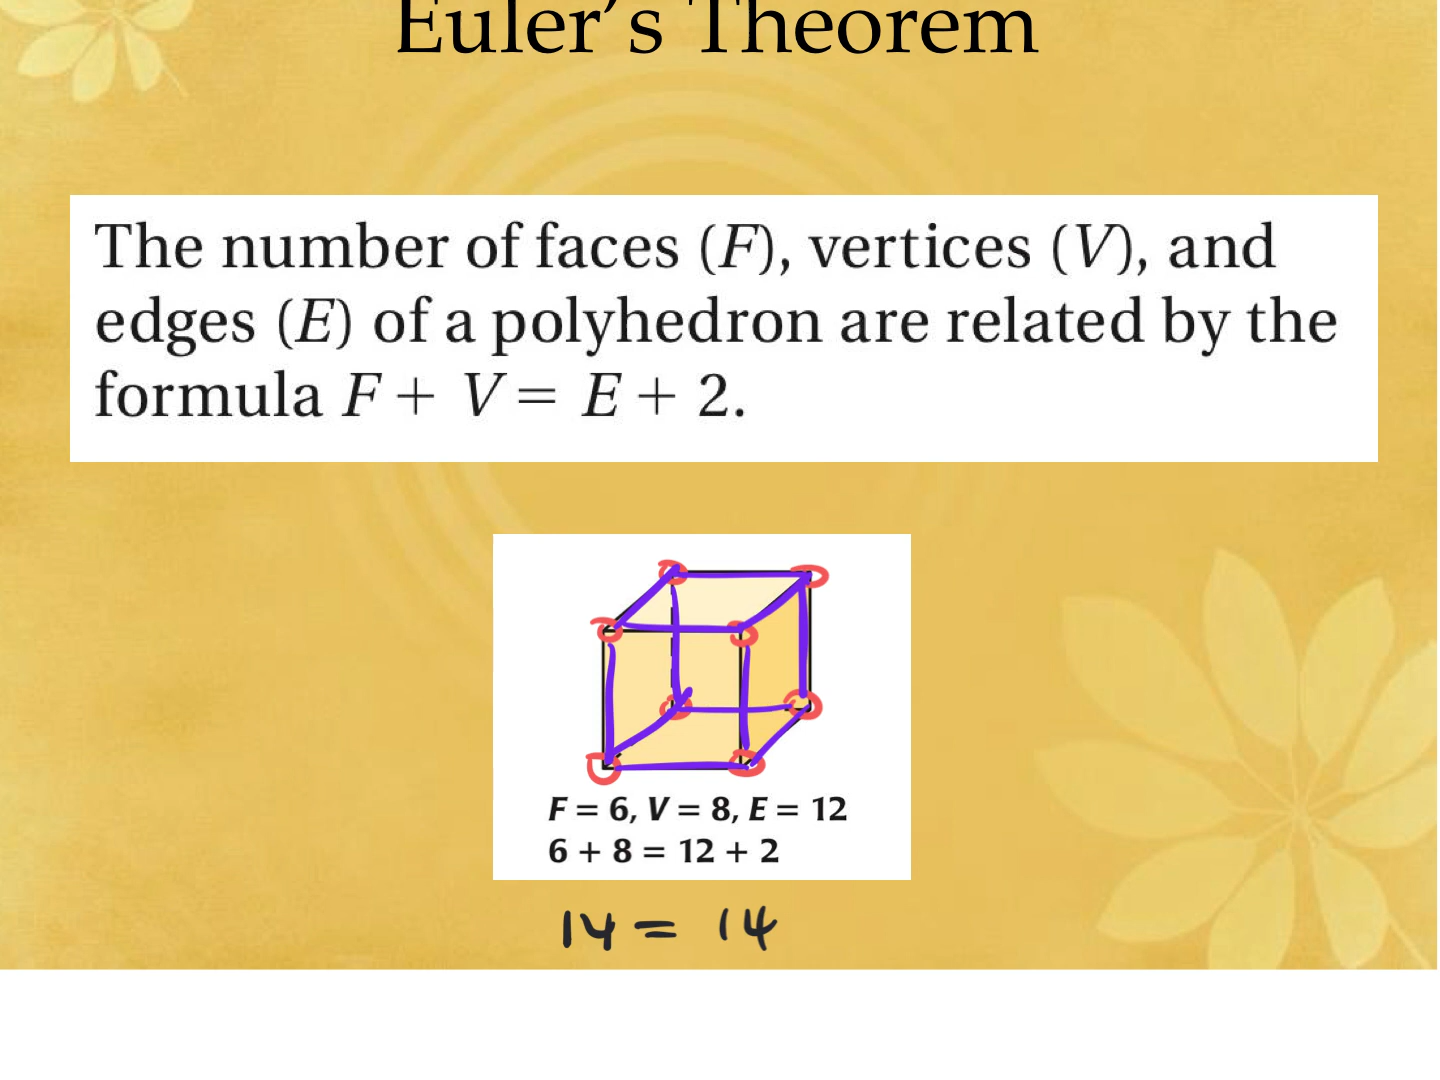 Euler’s Theorem
The number of faces (F), vertices (V), and
edges (E) of a polyhedron are related by the
formula F + V = E + 2.
F = 6, V = 8, E = 12
6 + 8 = 12 + 2
14 = 14